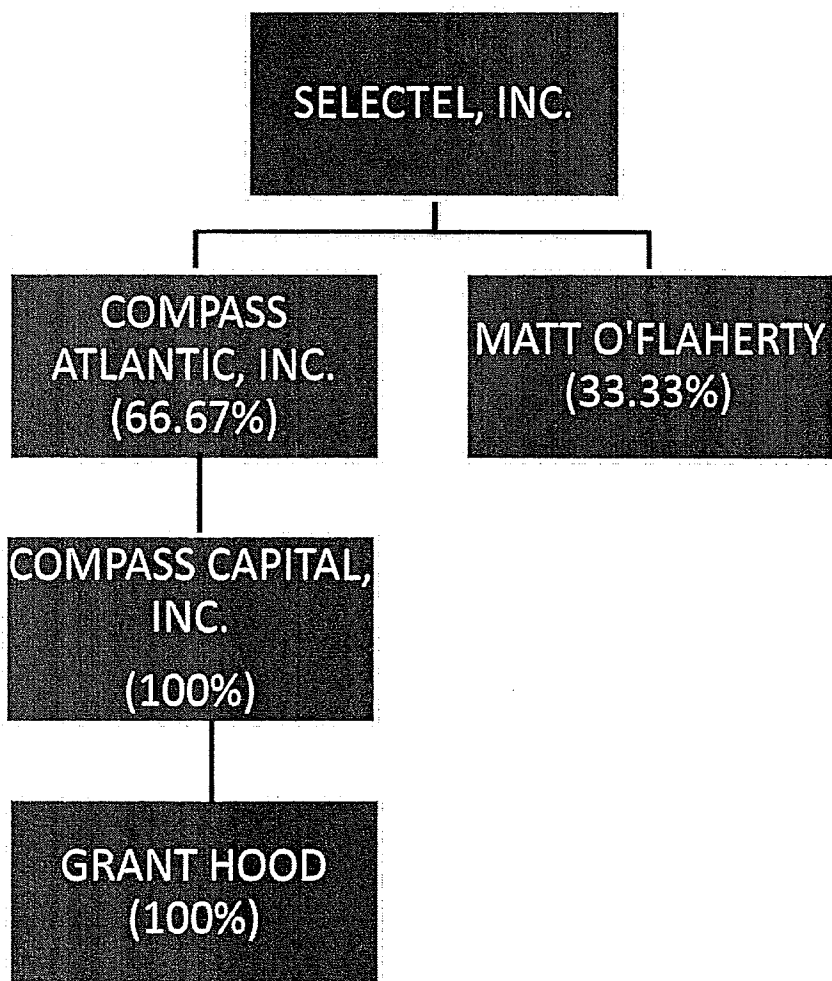 SELECTEL, INC.
COMPASS
ATLANTIC, INC.
(66.67%)
MATT O'FLAHERTY
(33.33%)
COMPASS CAPITAL,
INC.
(100%)
GRANT HOOD
(100%)